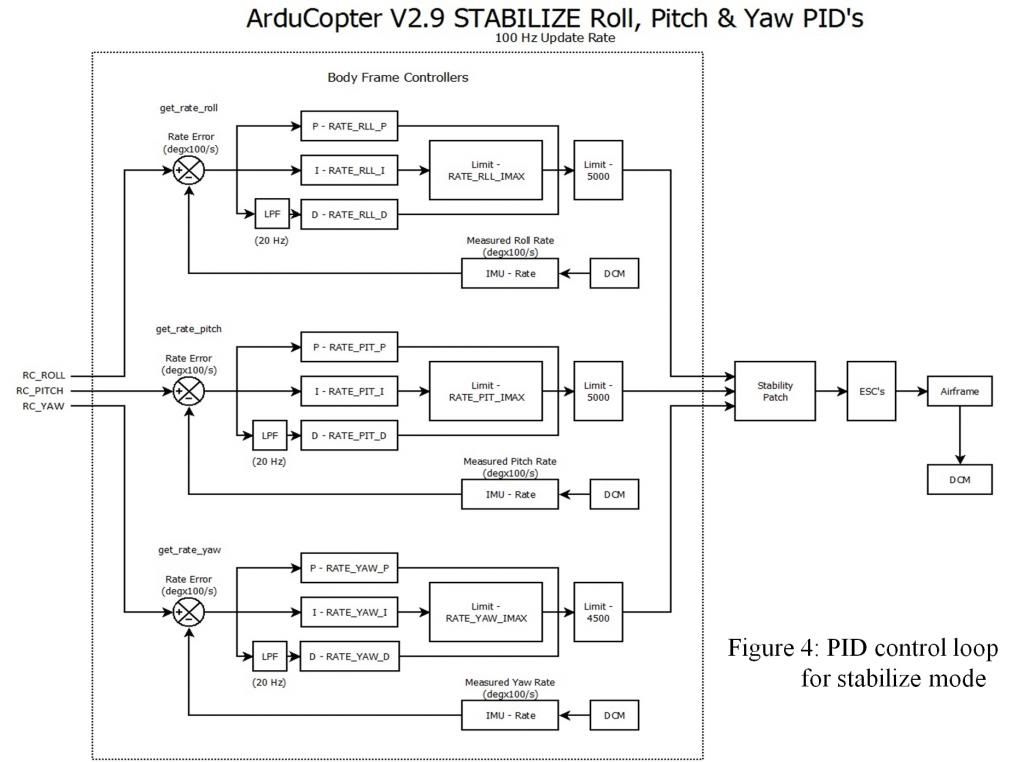 ArduCopter V2.9 STABILIZE Roll, Pitch & Yaw PID's
100 Hz Update Rate
Body Frame Controllers
get_rate_roll
Rate Error
(degx100/s)
+
-
P - RATE_RLL_P
I - RATE_RLL_I
Limit -
RATE_RLL_IMAX
Limit -
5000
LPF
(20 Hz)
D - RATE_RLL_D
Measured Roll Rate
(degx100/s)
IMU - Rate
DCM
get_rate_pitch
Rate Error
(degx100/s)
+
-
P - RATE_PIT_P
I - RATE_PIT_I
Limit -
RATE_PIT_IMAX
Limit -
5000
LPF
(20 Hz)
D - RATE_PIT_D
Measured Pitch Rate
(degx100/s)
IMU - Rate
DCM
RC_ROLL
RC_PITCH
RC_YAW
Stability
Patch
ESC's
Airframe
DCM
get_rate_yaw
Rate Error
(degx100/s)
+
-
P - RATE_YAW_P
I - RATE_YAW_I
Limit -
RATE_YAW_IMAX
Limit -
4500
LPF
(20 Hz)
D - RATE_YAW_D
Measured Yaw Rate
(degx100/s)
IMU - Rate
DCM
Figure 4: PID control loop
for stabilize mode